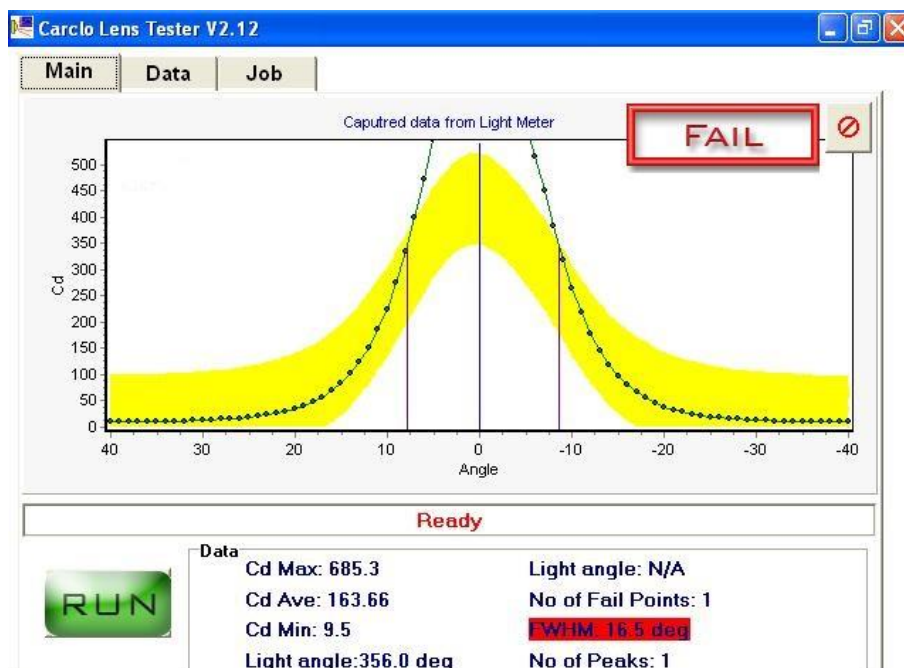 Carclo Lens Tester V2.12
Main Data Job
Caputred data from Light Meter
FAIL
500
450
400
350
300
250
200
150
100
50
0
Cd
40 30 20 10 0 -10 -20 -30 -40
Angle
Ready
RUN
Data
Cd Max: 685.3
Cd Ave: 163.66
Cd Min: 9.5
Light angle:356.0 deg
Light angle: N/A
No of Fail Points: 1
FWHM: 16.5 deg
No of Peaks: 1